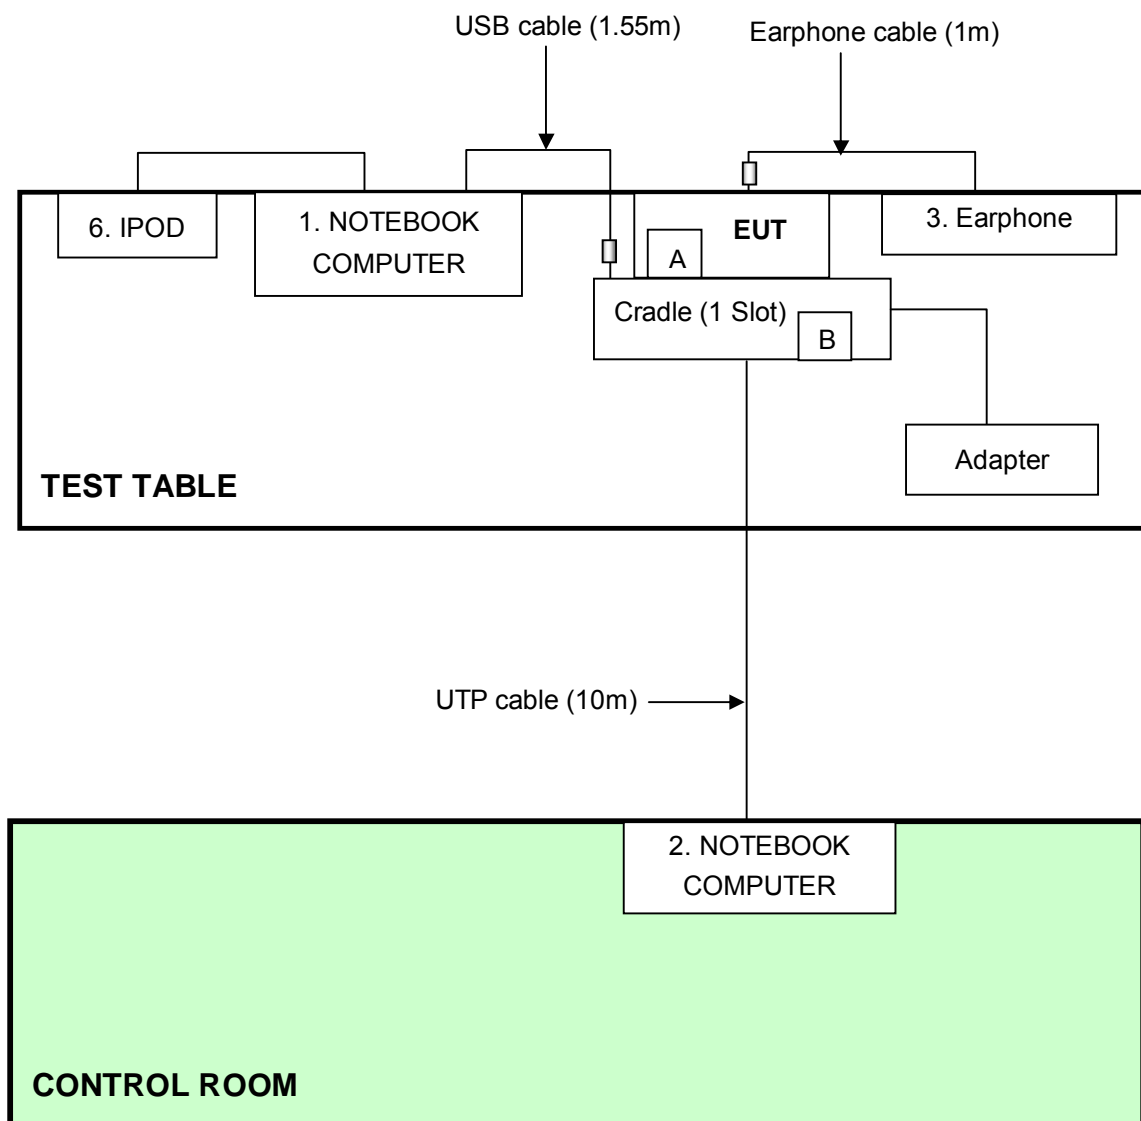 USB cable (1.55m)
Earphone cable (1m)
6. IPOD
1. NOTEBOOK
COMPUTER
EUT
A
3. Earphone
Cradle (1 Slot)
B
Adapter
TEST TABLE
UTP cable (10m)
2. NOTEBOOK
COMPUTER
CONTROL ROOM